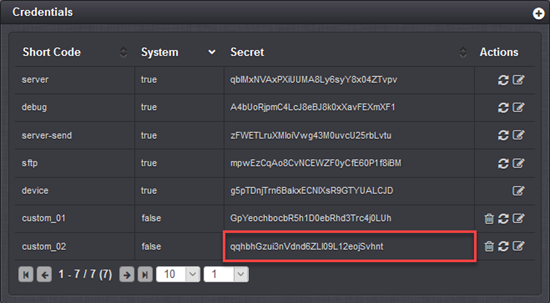 Credentials
Short Code System Secret Actions
server true qblMxNVAxPXiUUMA8Ly6syY8x04ZTvpv
debug true A4bUoRjpmC4LcJ8eBJ8k0xXavFEXmXF1
server-send true zFWETLruXMloiVwg43M0uvcU25rbLvtu
sftp true mpwEzCqAo8CvNCEWZF0yCfE60P1f8iBM
device true g5pTDnjTrn6BakxECNlXsR9GTYUALCJD
custom_01 false GpYeochbocbR5h1D0ebRhd3Trc4j0LUh
custom_02 false qqhbhGzui3nVdnd6ZLl09L12eojSvhnt
1 - 7 / 7 (7) 10 1